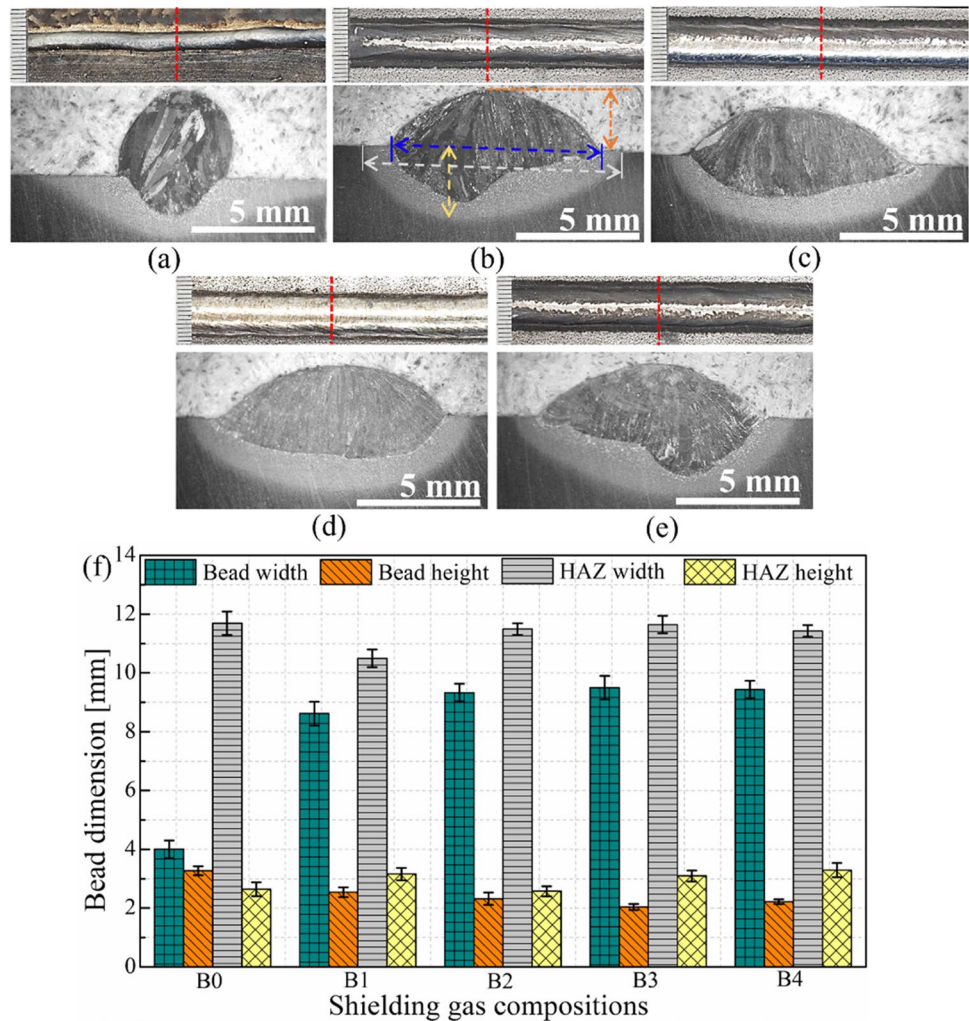 5 mm
5 mm
5 mm
(a)
(b)
(c)
5 mm
5 mm
(d)
(e)
(f)
Bead width
Bead height
HAZ width
HAZ height
Bead dimension [mm]
14
12
10
8
6
4
2
0
B0
B1
B2
B3
B4
Shielding gas compositions